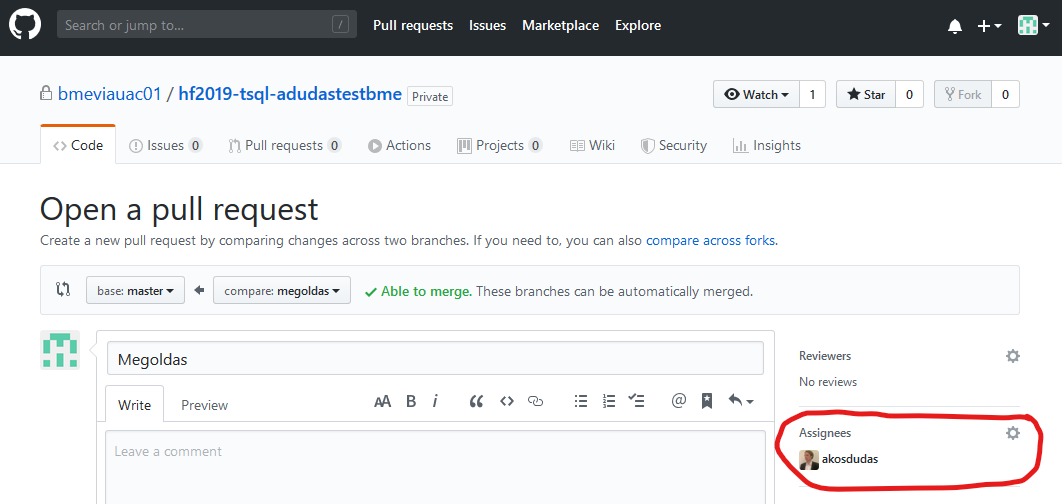 Search or jump to... / Pull requests Issues Marketplace Explore
bmeviauac01 / hf2019-tsql-adudastestbme Private Watch 1 Star 0 Fork 0
Code Issues 0 Pull requests 0 Actions Projects 0 Wiki Security Insights
Open a pull request
Create a new pull request by comparing changes across two branches. If you need to, you can also compare across forks.
base: master compare: megoldas Able to merge. These branches can be automatically merged.
Megoldas
Reviewers
No reviews
Write Preview AA B i @
Assignees
akosdudas
Leave a comment